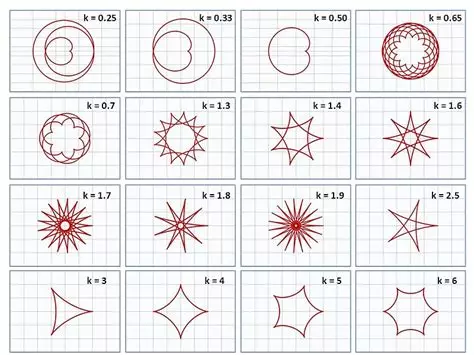 k = 0.25
k = 0.33
k = 0.50
k = 0.65
k = 0.7
k = 1.3
k = 1.4
k = 1.6
k = 1.7
k = 1.8
k = 1.9
k = 2.5
k = 3
k = 4
k = 5
k = 6